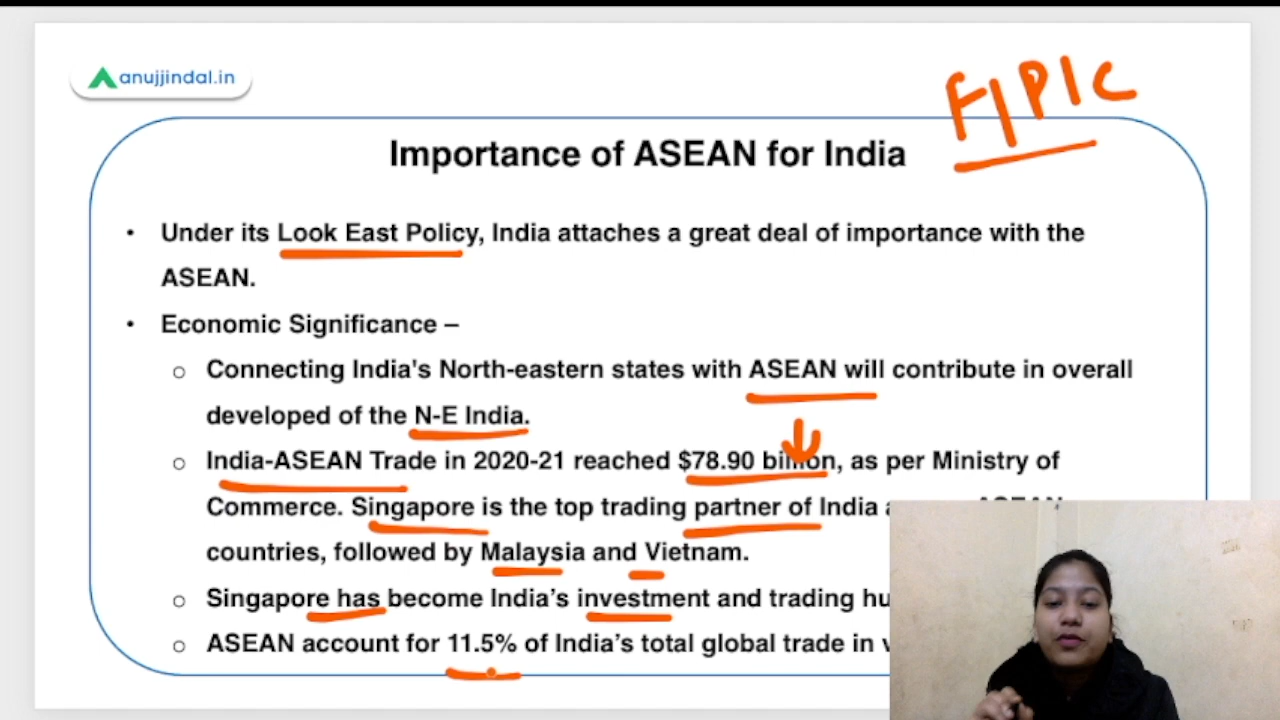 anujjindal.in
FIPIC
Importance of ASEAN for India
• Under its Look East Policy, India attaches a great deal of importance with the
ASEAN.
• Economic Significance –
o Connecting India's North-eastern states with ASEAN will contribute in overall
developed of the N-E India.
o India-ASEAN Trade in 2020-21 reached $78.90 billion, as per Ministry of
Commerce. Singapore is the top trading partner of India
countries, followed by Malaysia and Vietnam.
o Singapore has become India’s investment and trading
o ASEAN account for 11.5% of India’s total global trade in